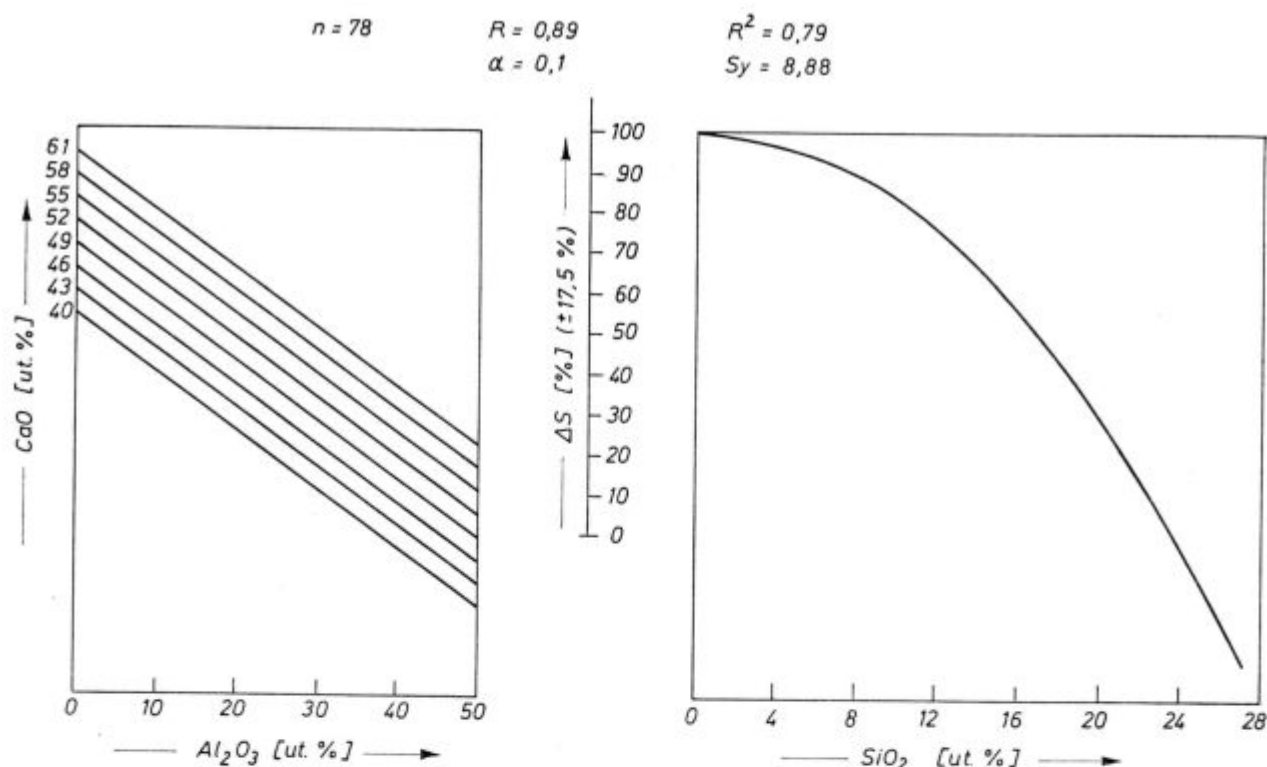 n = 78 R = 0,89 R² = 0,79
α = 0,1 Sy = 8,88
CaO [ut. %]
61
58
55
52
49
46
43
40
0 10 20 30 40 50
Al₂O₃ [ut. %]
ΔS [%] (±17,5 %)
100
90
80
70
60
50
40
30
20
10
0
0 4 8 12 16 20 24 28
SiO₂ [ut. %]